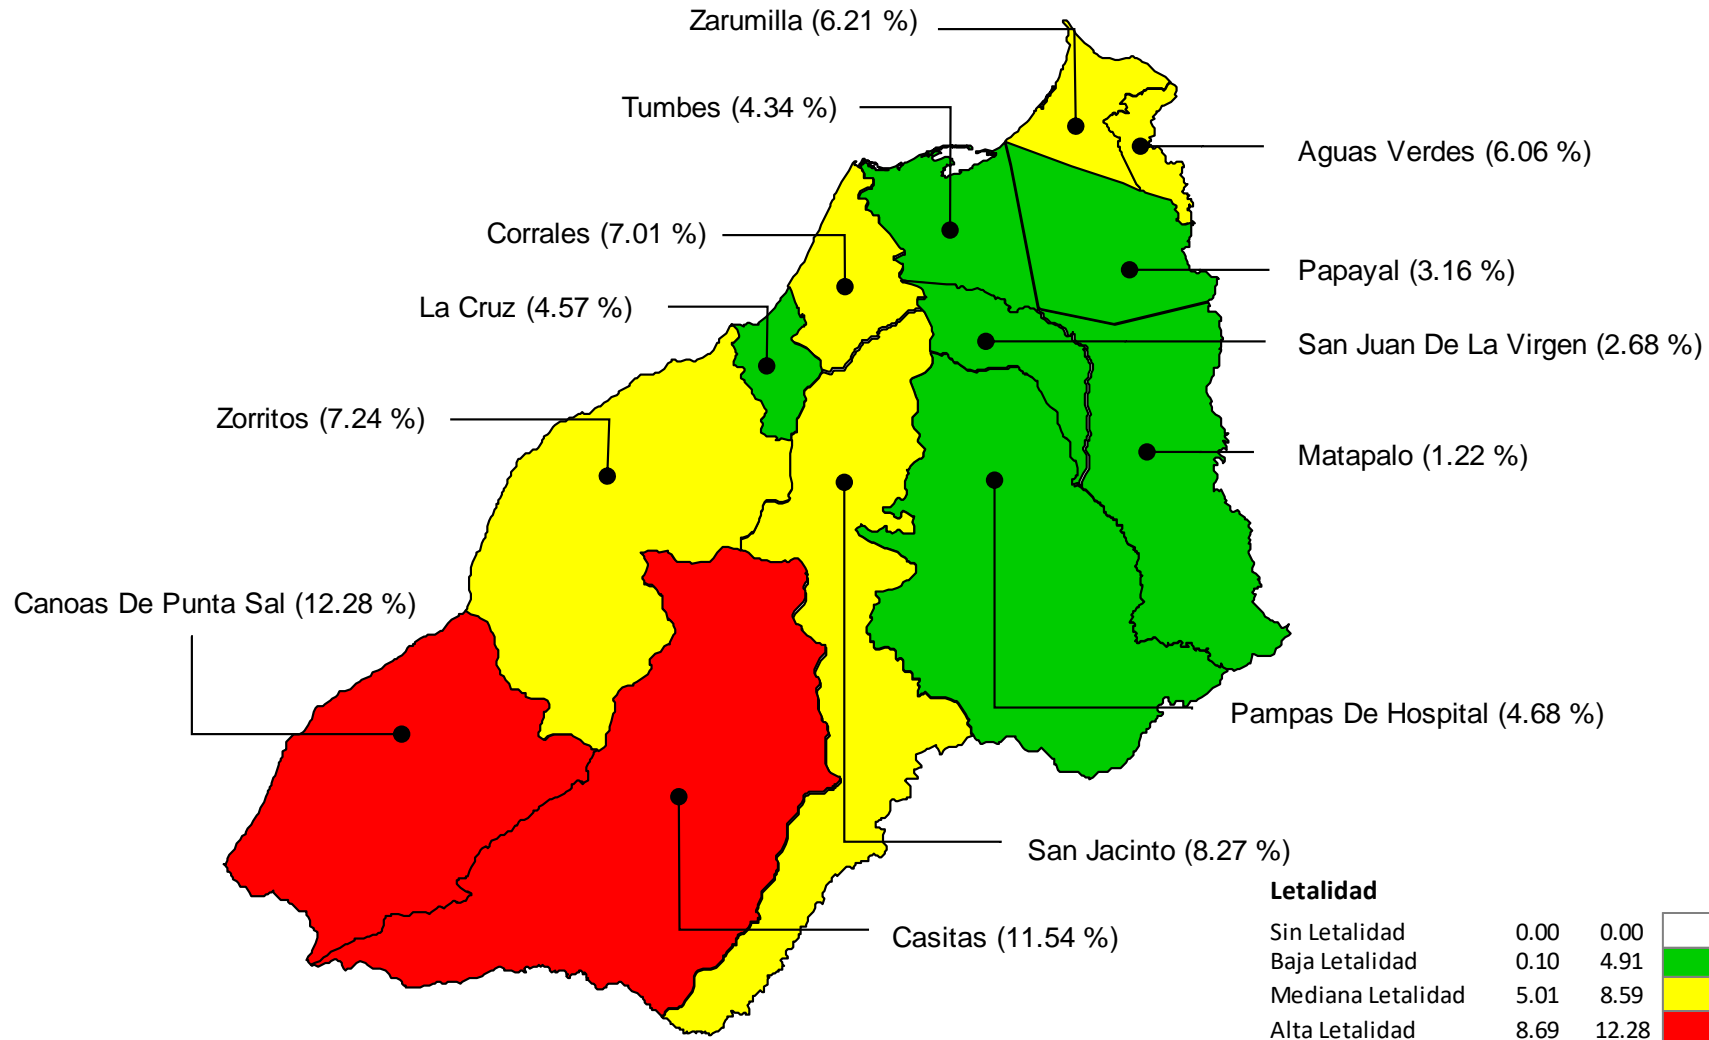 Zarumilla (6.21 %)
Tumbes (4.34 %)
Aguas Verdes (6.06 %)
Corrales (7.01 %)
Papayal (3.16 %)
La Cruz (4.57 %)
San Juan De La Virgen (2.68 %)
Zorritos (7.24 %)
Matapalo (1.22 %)
Canoas De Punta Sal (12.28 %)
Pampas De Hospital (4.68 %)
San Jacinto (8.27 %)
Casitas (11.54 %)
Letalidad
Sin Letalidad 0.00 0.00
Baja Letalidad 0.10 4.91
Mediana Letalidad 5.01 8.59
Alta Letalidad 8.69 12.28